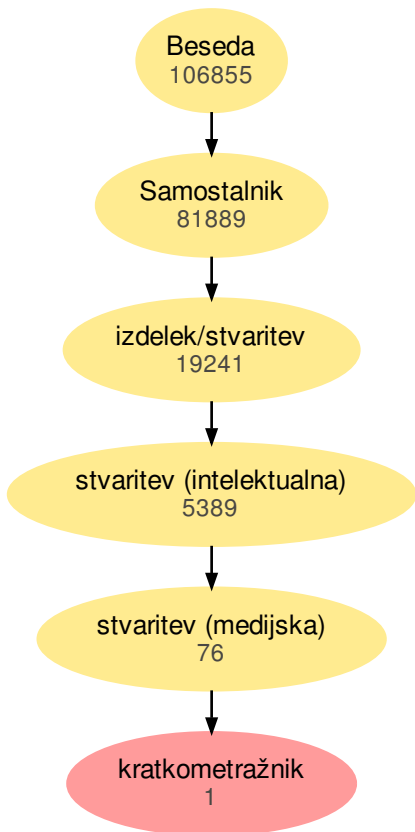 Beseda
106855
Samostalnik
81889
izdelek/stvaritev
19241
stvaritev (intelektualna)
5389
stvaritev (medijska)
76
kratkometražnik
1